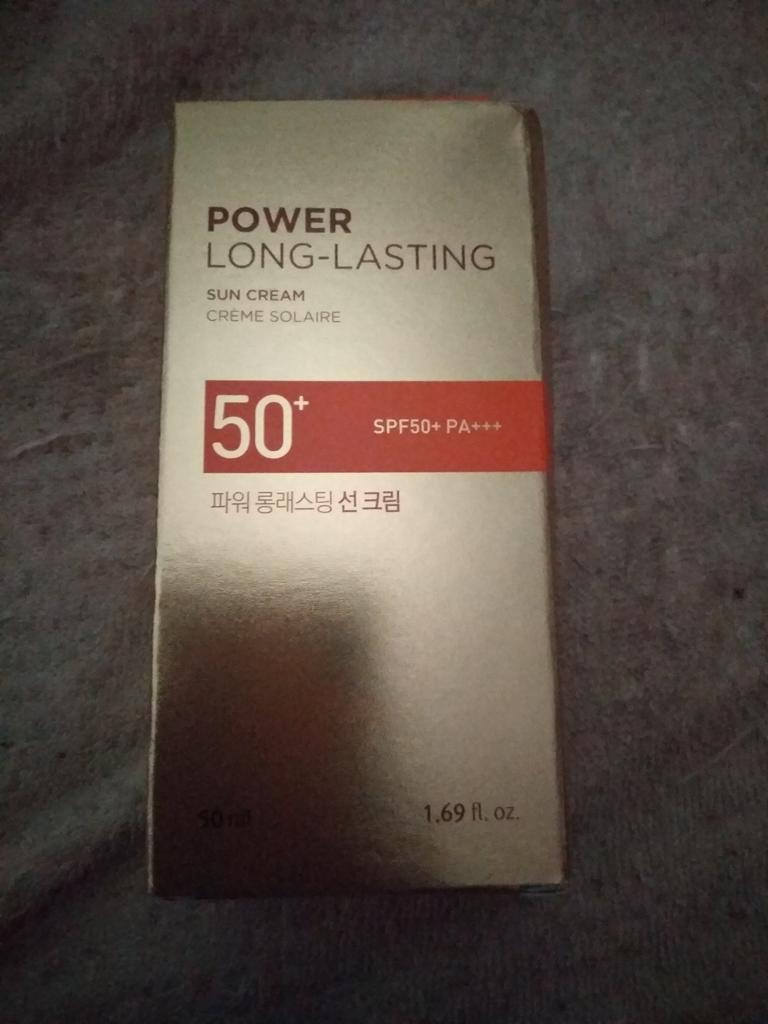 POWER
LONG-LASTING
SUN CREAM
CRÈME SOLAIRE
50+ SPF50+ PA+++
파워 롱래스팅 선 크림
50 ml 1.69 fl. oz.